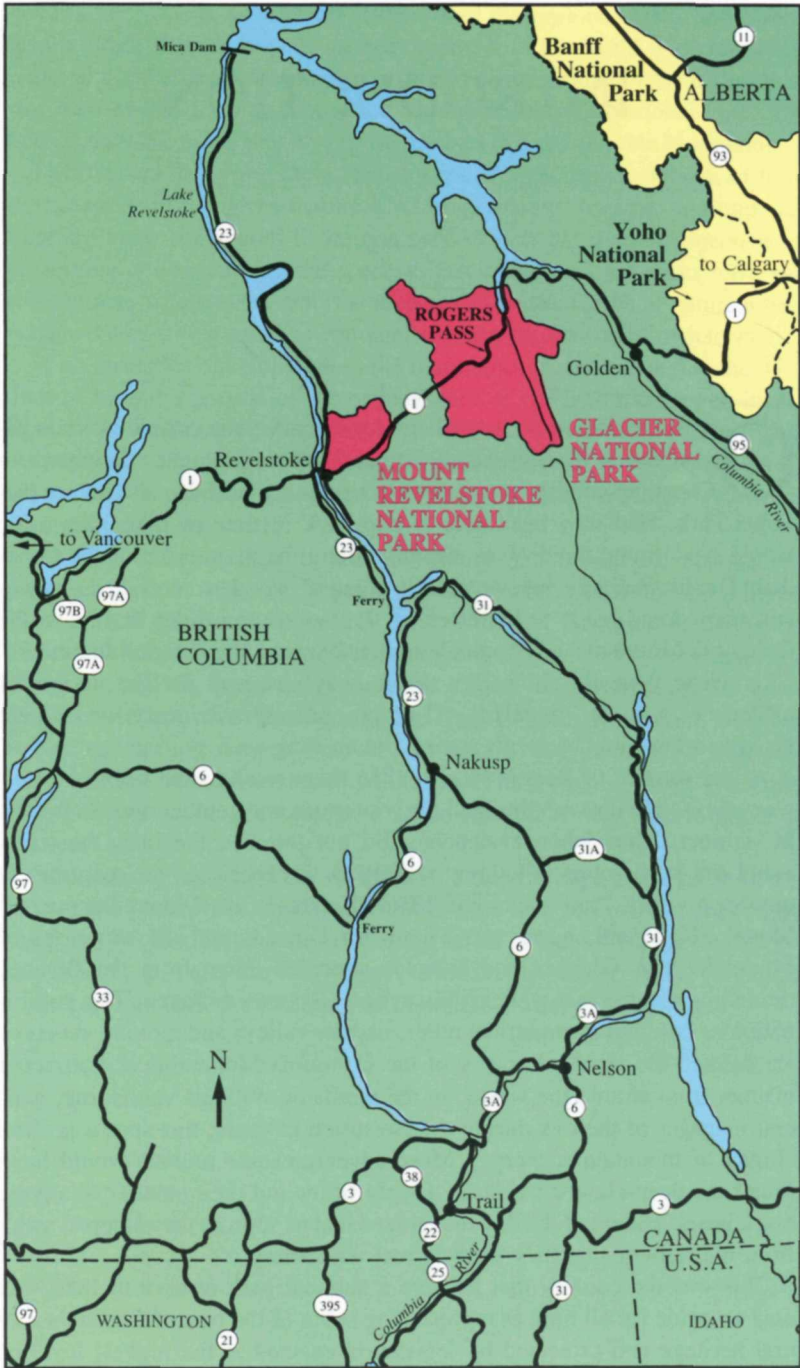 Mica Dam
11
Banff
National
Park
ALBERTA
93
Lake
Revelstoke
23
Yoho
National
Park
to Calgary
1
ROGERS
PASS
Golden
1
GLACIER
NATIONAL
PARK
95
Columbia River
Revelstoke
1
MOUNT
REVELSTOKE
NATIONAL
PARK
to Vancouver
23
97B
97A
Ferry
31
BRITISH
COLUMBIA
97A
23
Nakusp
6
6
31A
97
Ferry
6
31
33
3A
N
Nelson
3A
6
3
38
Trail
3
22
River
CANADA
U.S.A.
25
31
97
WASHINGTON
395
Columbia
IDAHO
21